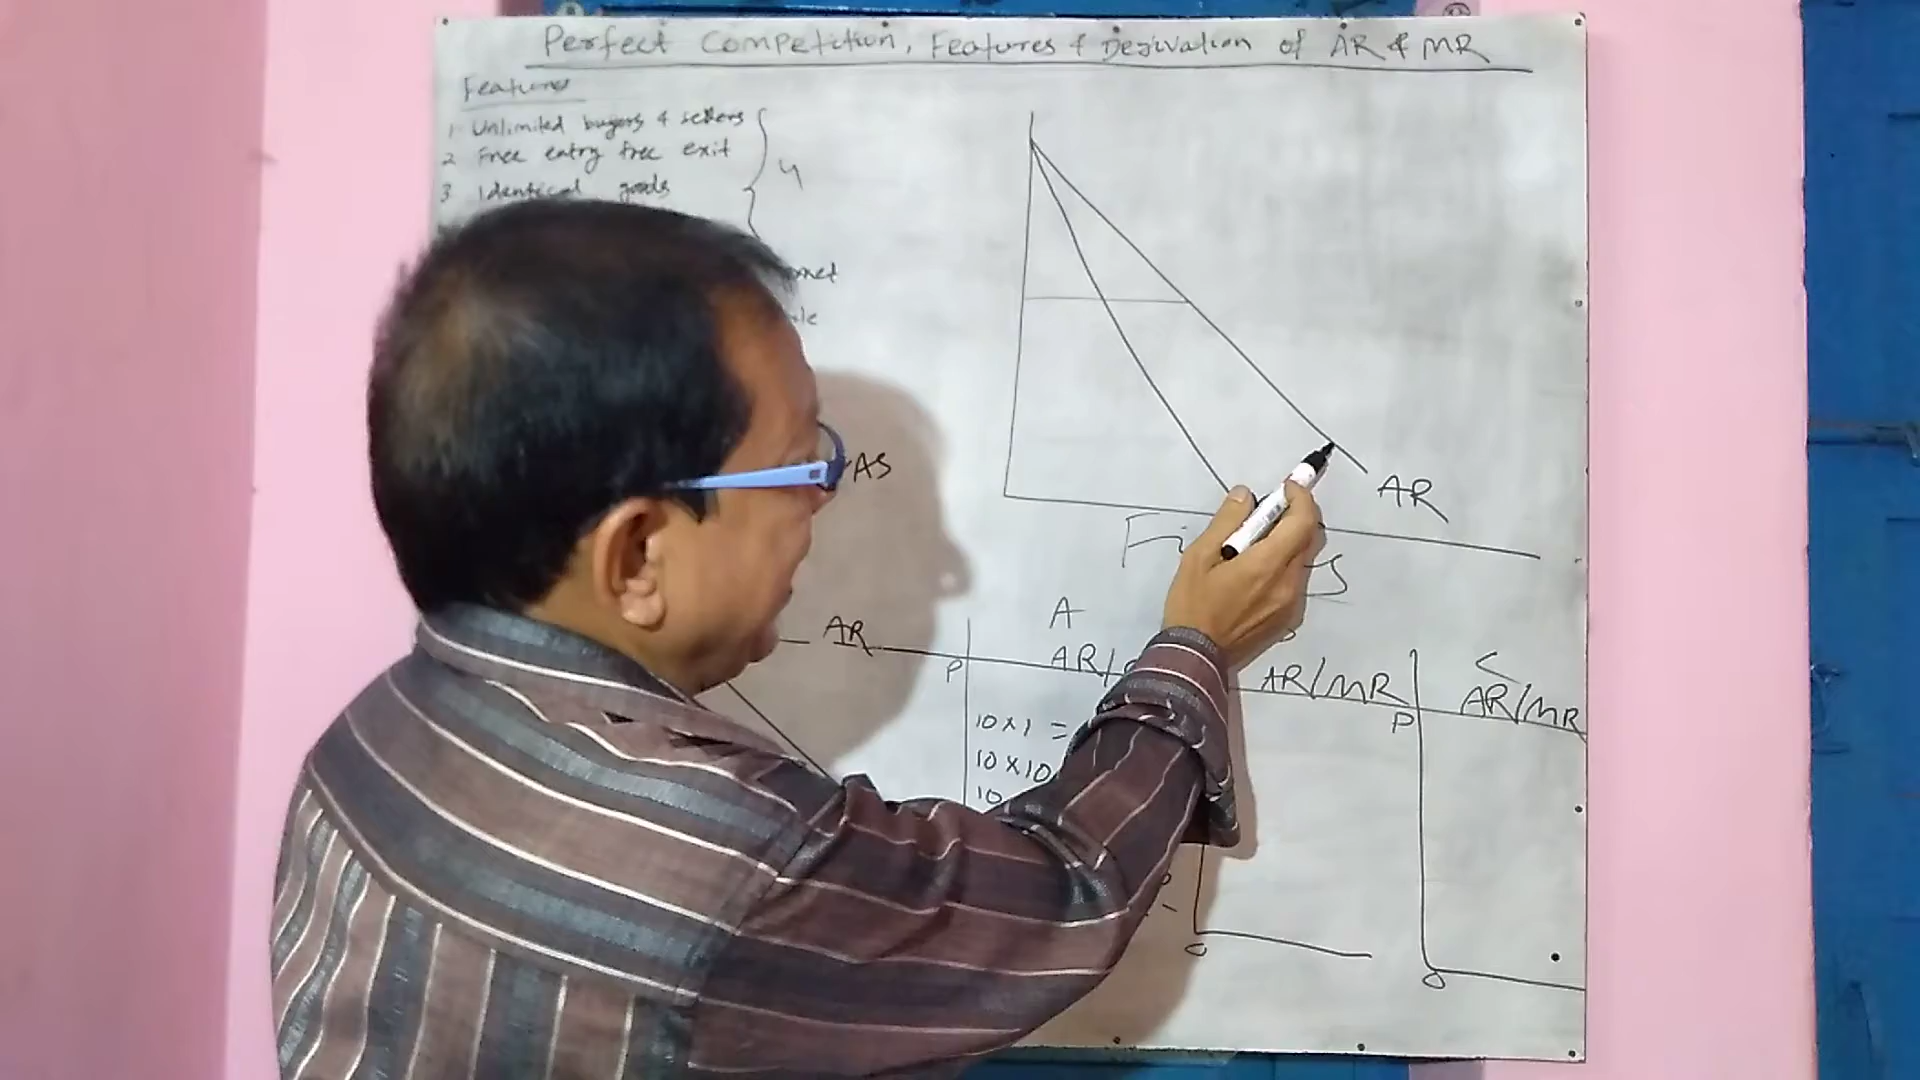 Perfect Competition, Features & Derivation of AR & MR
Features
1. Unlimited buyers & sellers
2 Free entry free exit
3 Identical goods
4
AR
AS
A
AR
P
AR/
AR/MR
P
C
AR/MR
10 x 1 =
10 x 10
10
O
O